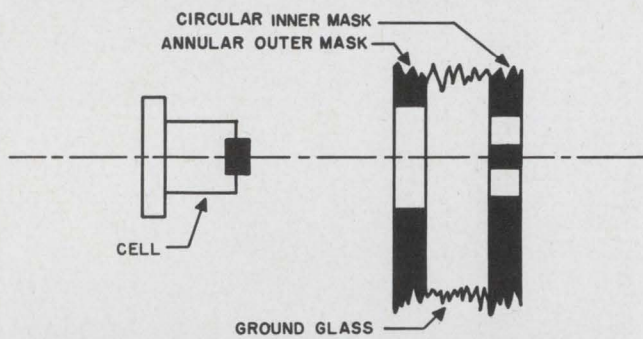 CIRCULAR INNER MASK
ANNULAR OUTER MASK
CELL
GROUND GLASS